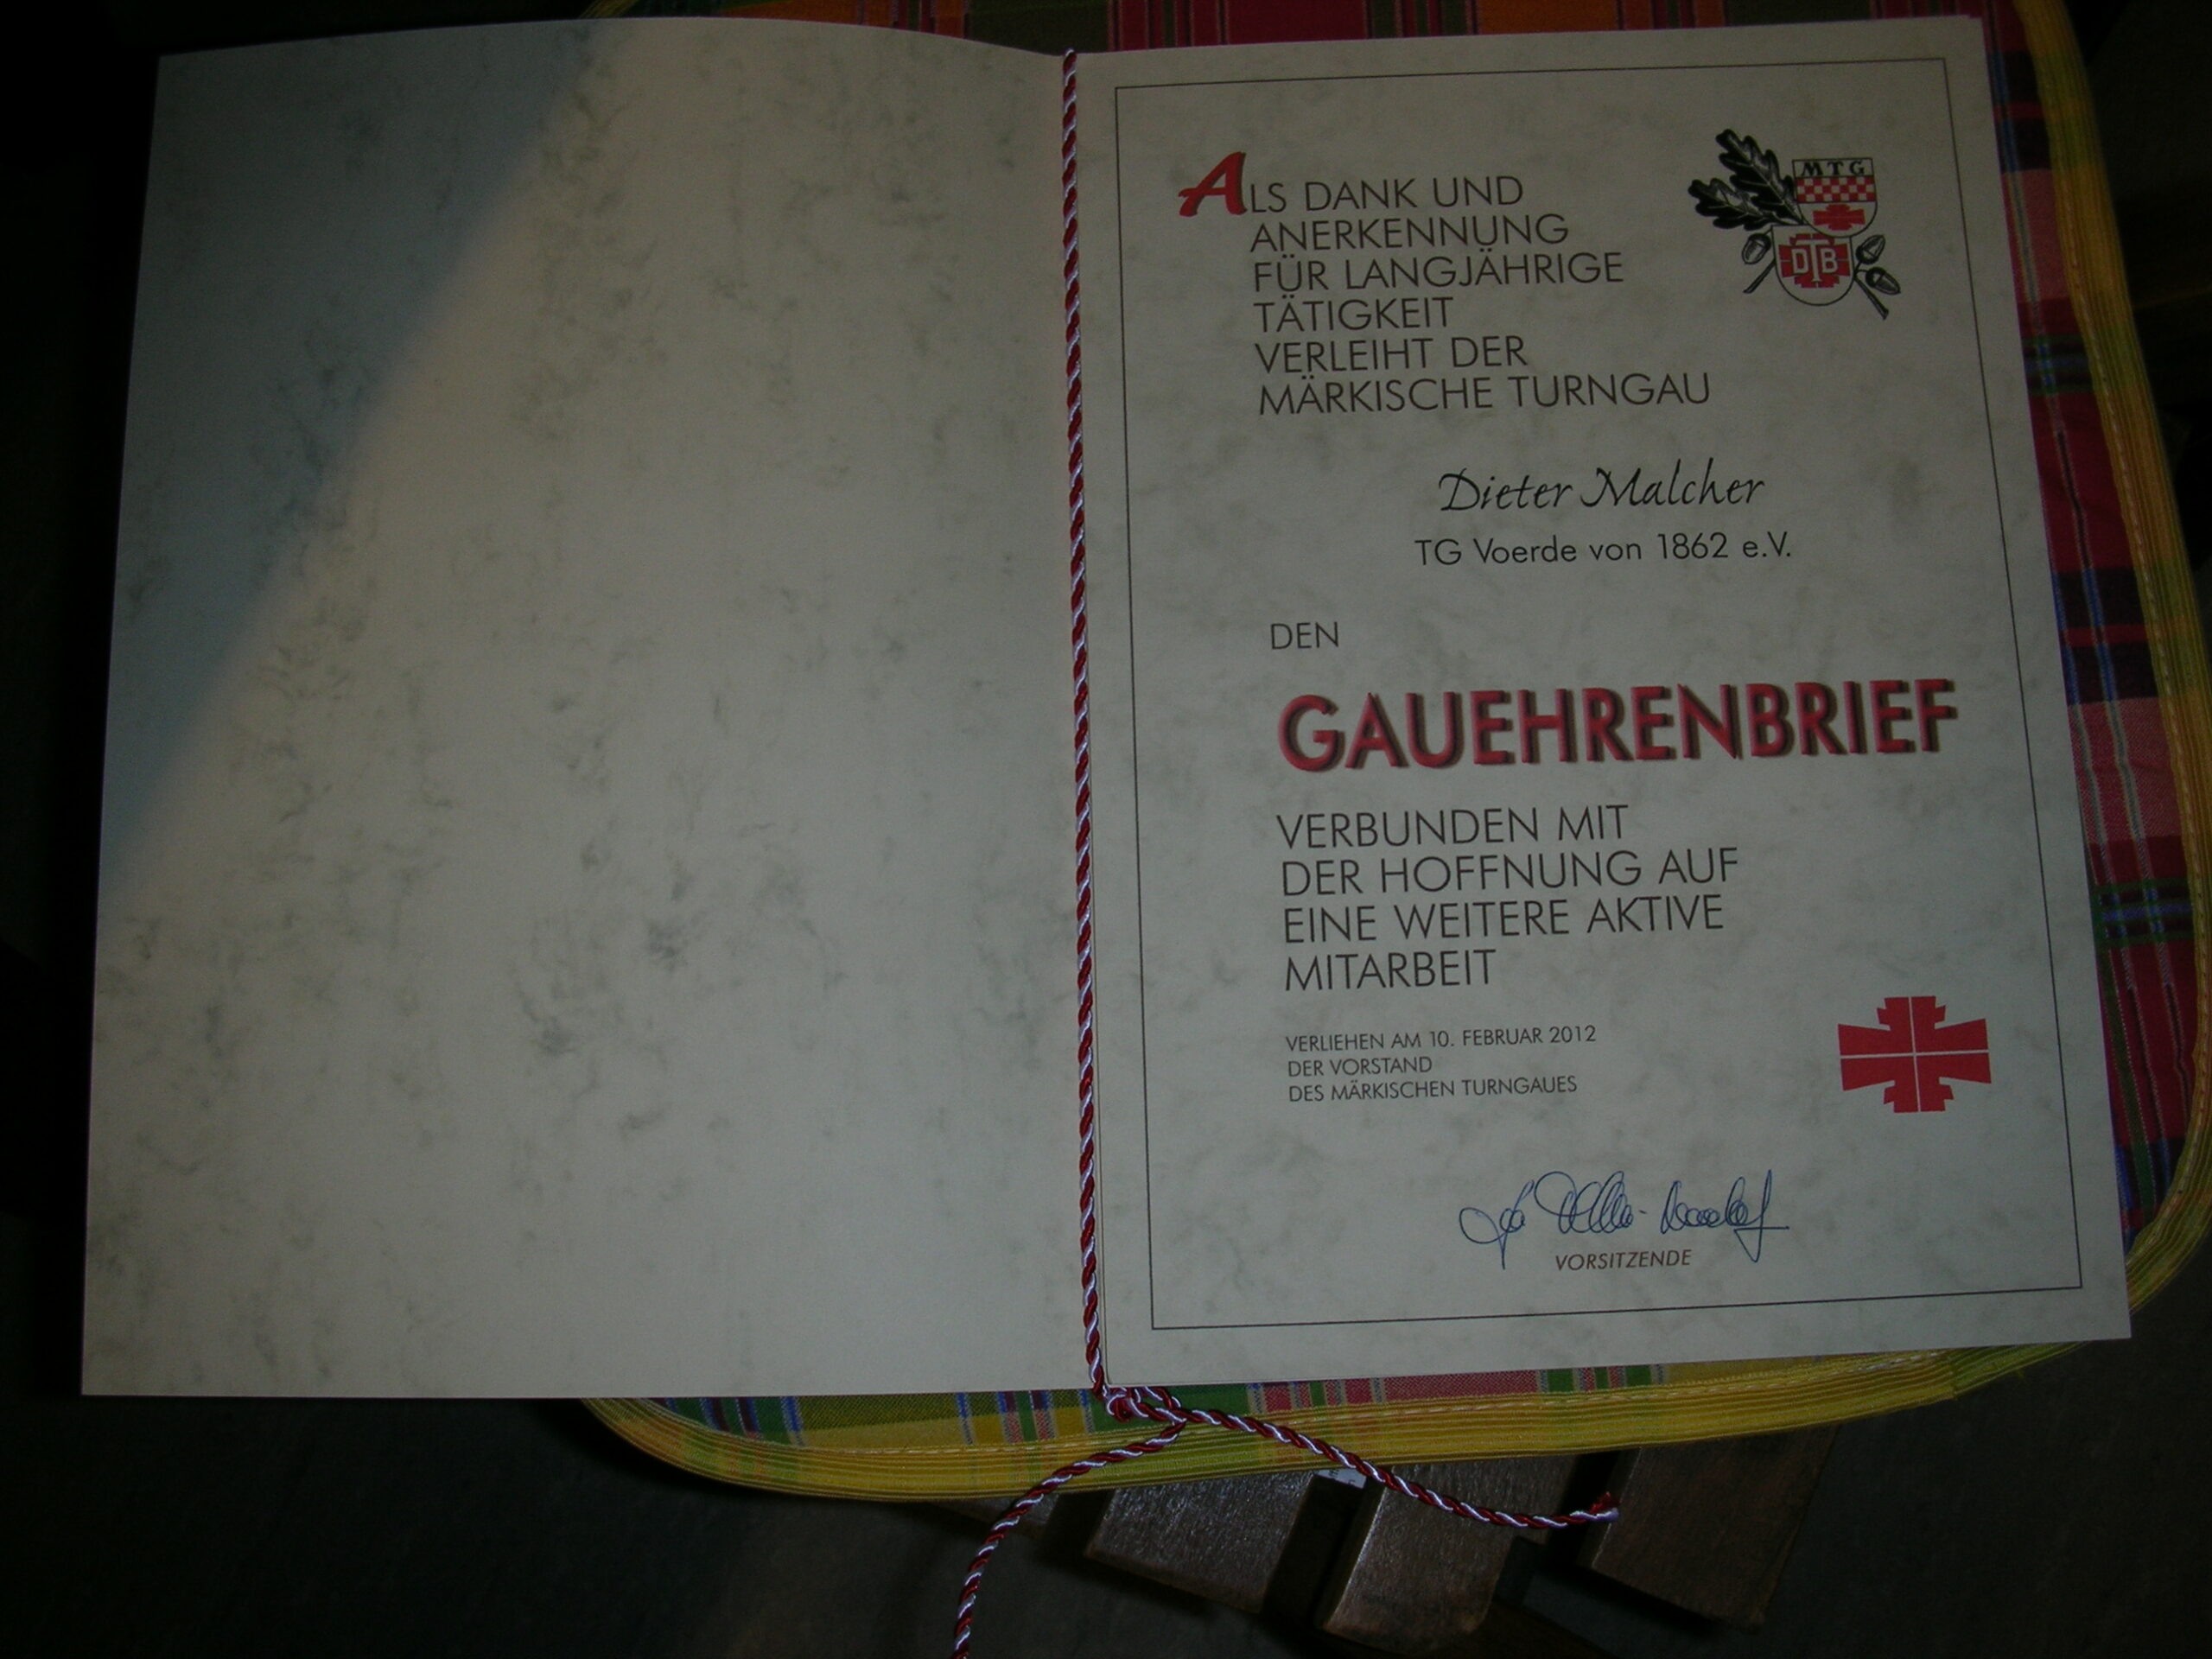 ALS DANK UND
ANERKENNUNG
FÜR LANGJÄHRIGE
TÄTIGKEIT
VERLEIHT DER
MÄRKISCHE TURNGAU
MTG
DTB
Dieter Malcher
TG Voerde von 1862 e.V.
DEN
GAUEHRENBRIEF
VERBUNDEN MIT
DER HOFFNUNG AUF
EINE WEITERE AKTIVE
MITARBEIT
VERLIEHEN AM 10. FEBRUAR 2012
DER VORSTAND
DES MÄRKISCHEN TURNGAUES
VORSITZENDE